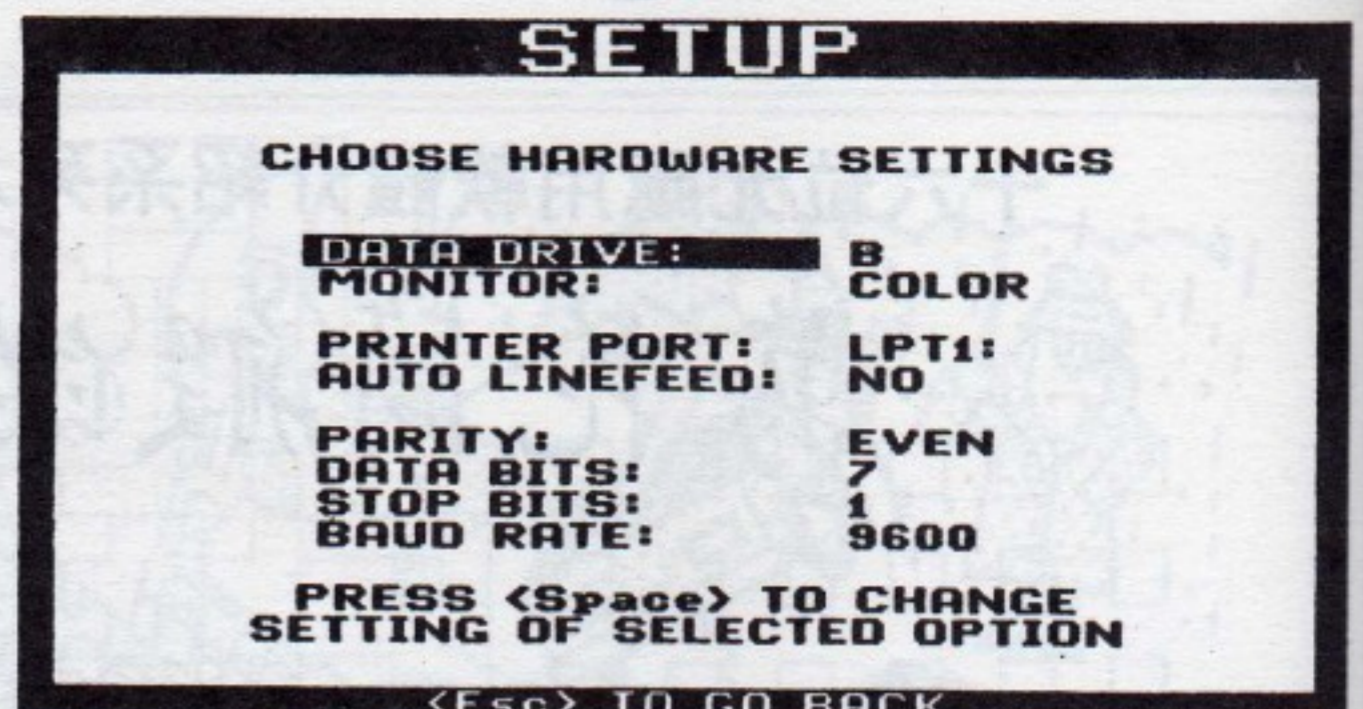 SETUP
CHOOSE HARDWARE SETTINGS
DATA DRIVE: B
MONITOR: COLOR
PRINTER PORT: LPT1:
AUTO LINEFEED: NO
PARITY: EVEN
DATA BITS: 7
STOP BITS: 1
BAUD RATE: 9600
PRESS <Space> TO CHANGE
SETTING OF SELECTED OPTION
<Esc> TO GO BACK